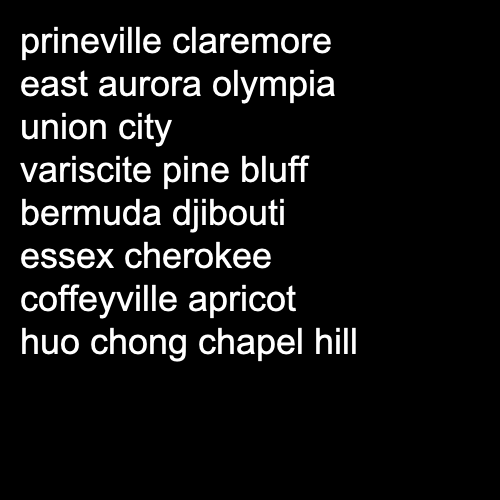 prineville claremore
east aurora olympia
union city
variscite pine bluff
bermuda djibouti
essex cherokee
coffeyville apricot
huo chong chapel hill